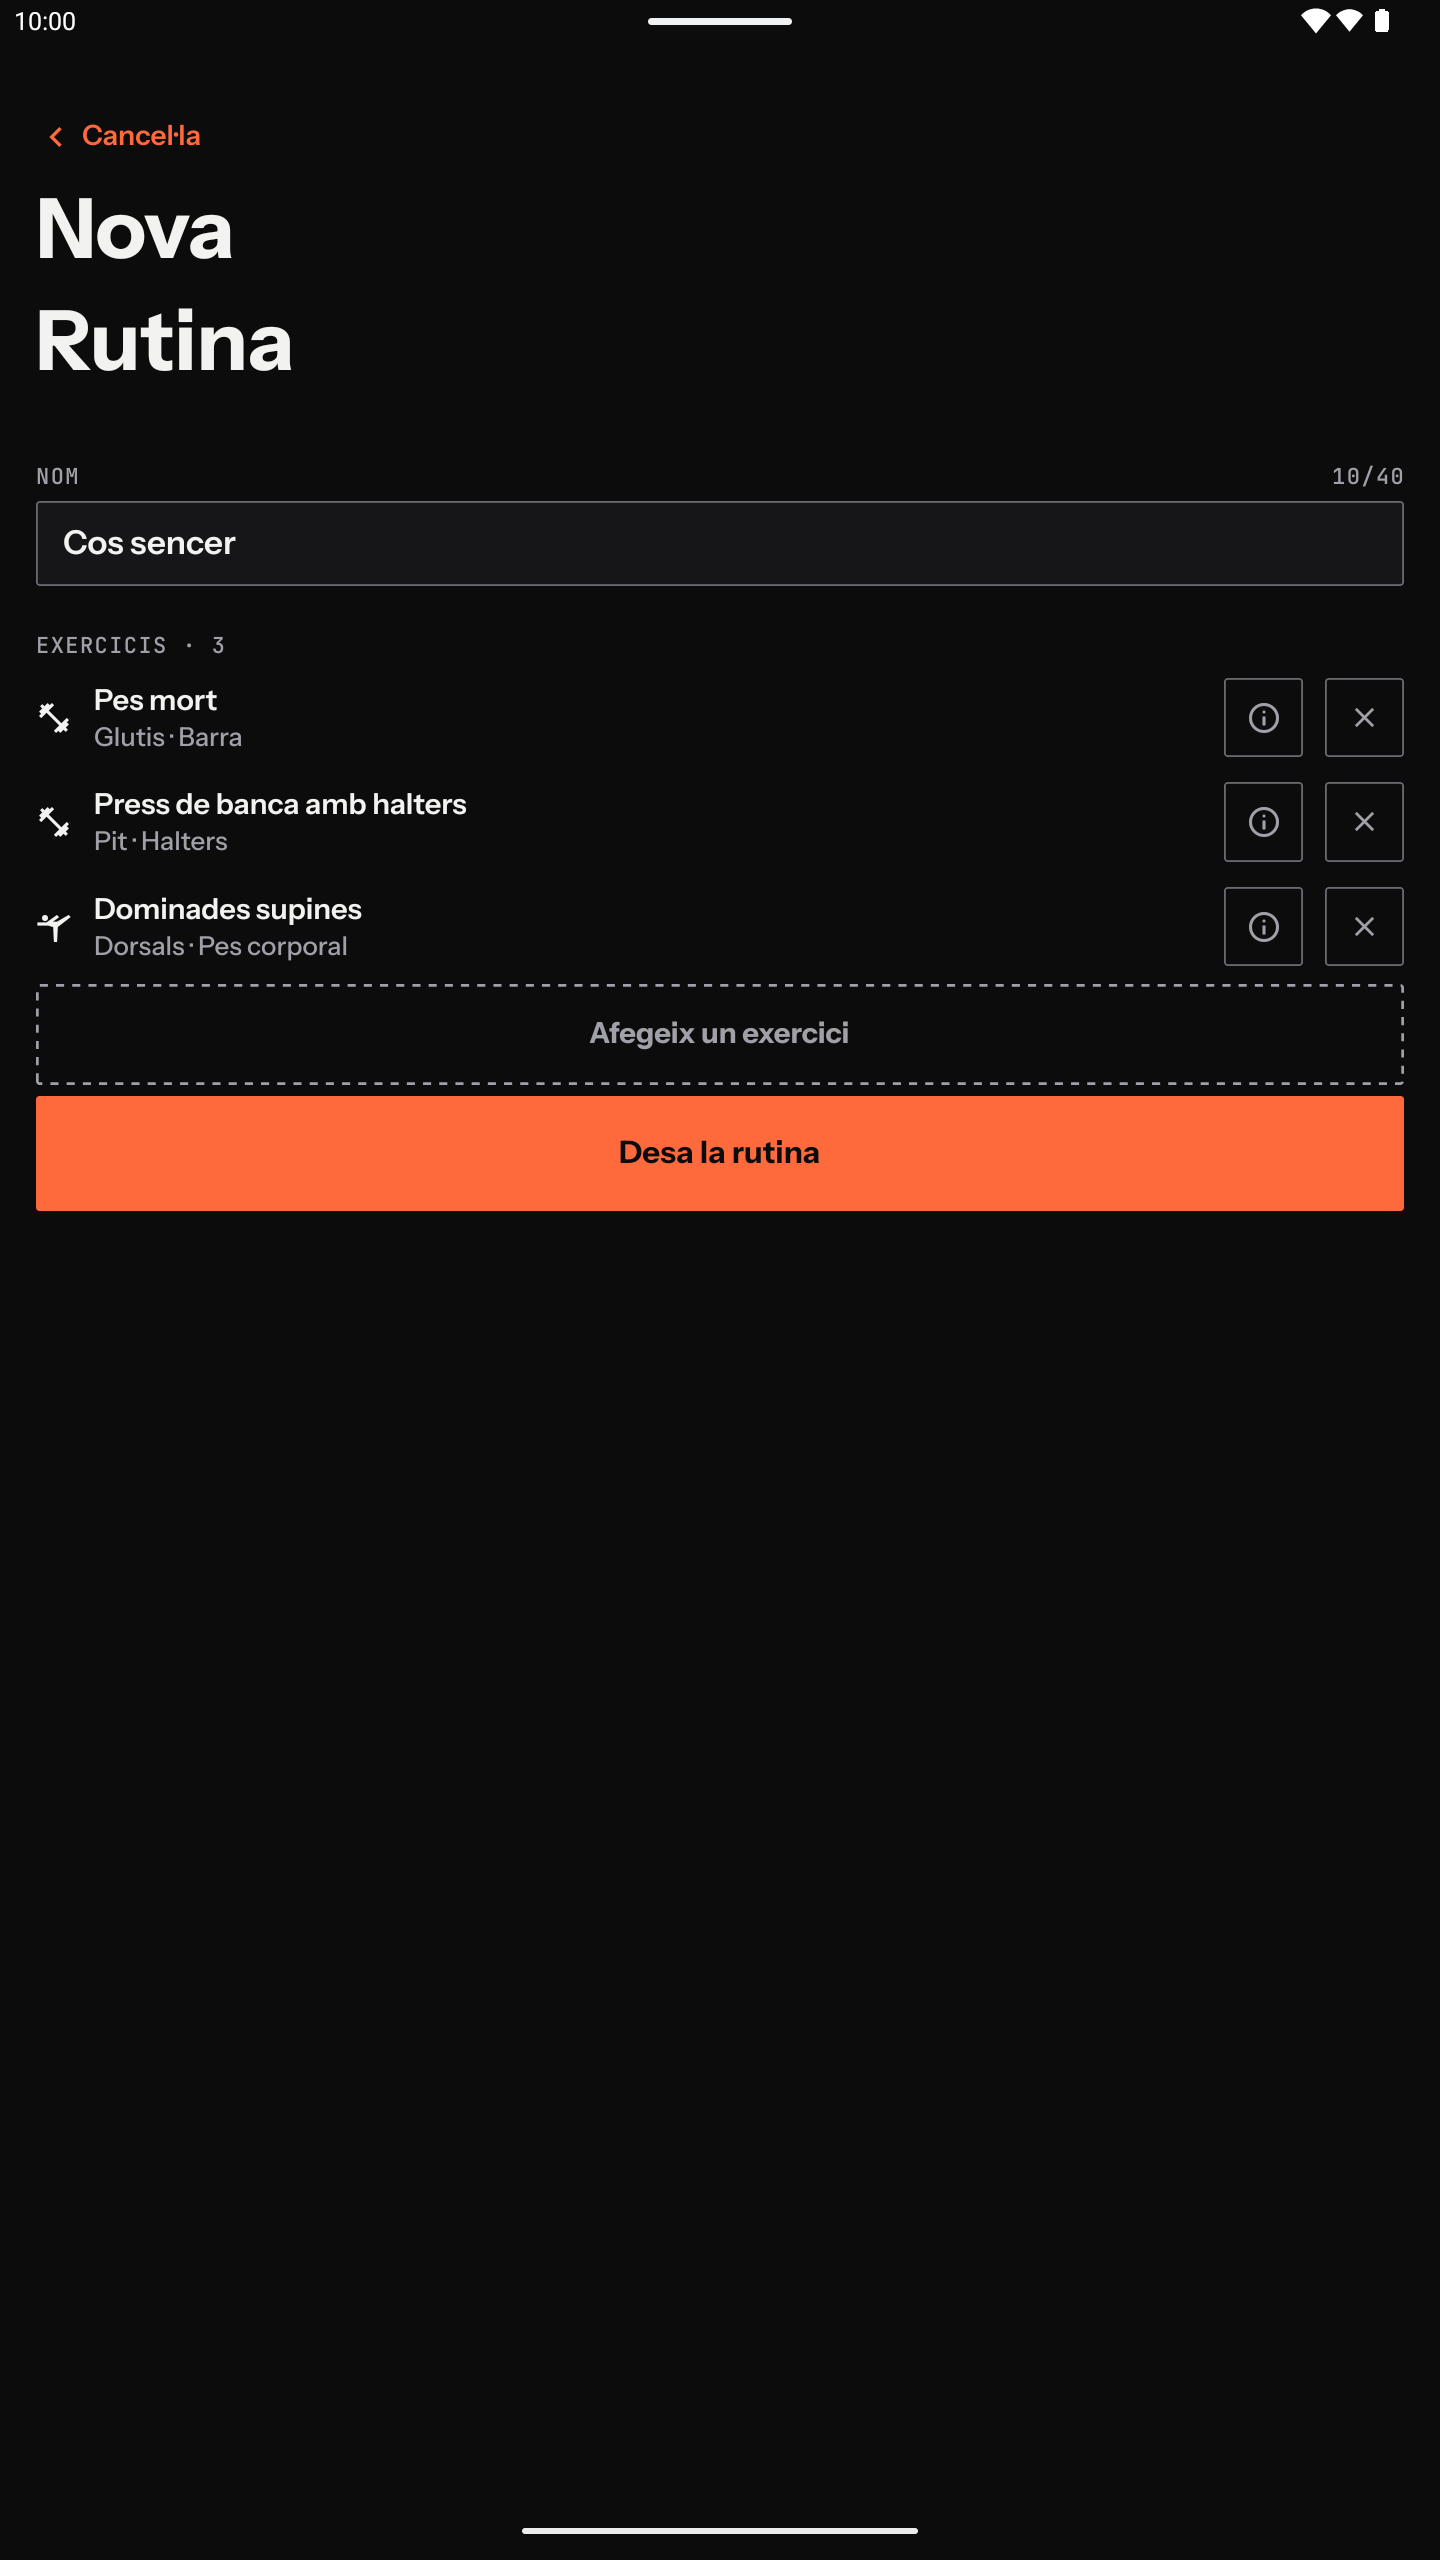 10:00
Cancel·la
Nova
Rutina
NOM
10/40
Cos sencer
EXERCICIS · 3
Pes mort
Glutis · Barra
Press de banca amb halters
Pit · Halters
Dominades supines
Dorsals · Pes corporal
Afegeix un exercici
Desa la rutina